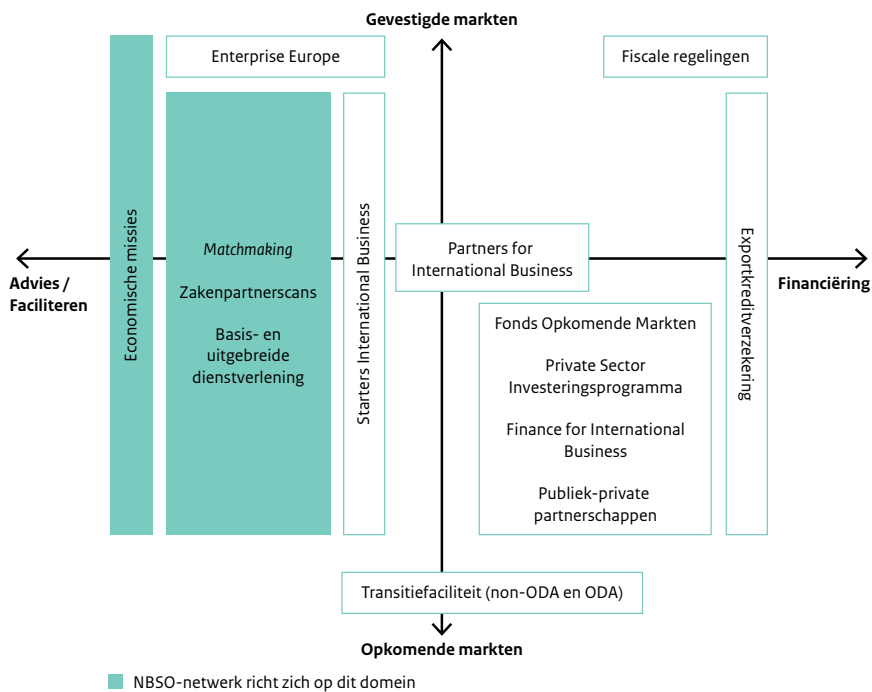 Gevestigde markten
Enterprise Europe
Fiscale regelingen
Economische missies
Matchmaking
Zakenpartnerscans
Basis- en
uitgebreide
dienstverlening
Starters International Business
Partners for
International Business
Exportkredietverzekering
Advies /
Faciliteren
Financiëring
Fonds Opkomende Markten
Private Sector
Investeringsprogramma
Finance for International
Business
Publiek-private
partnerschappen
Transitiefaciliteit (non-ODA en ODA)
Opkomende markten
NBSO-netwerk richt zich op dit domein